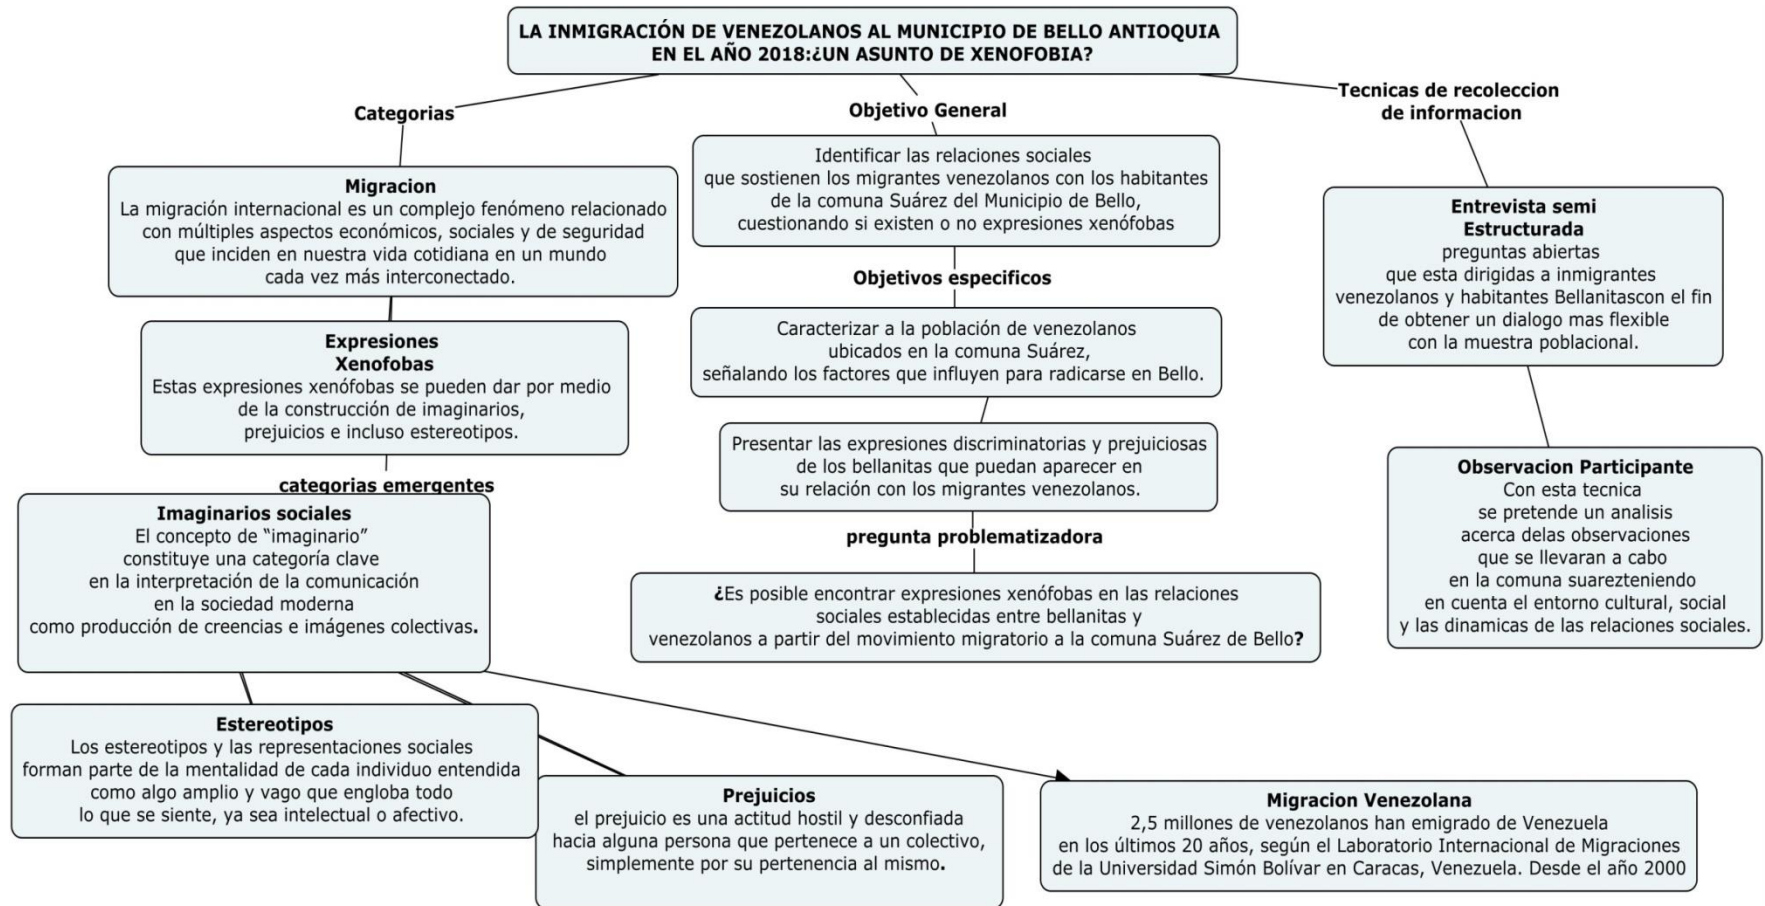 LA INMIGRACIÓN DE VENEZOLANOS AL MUNICIPIO DE BELLO ANTIOQUIA
EN EL AÑO 2018:¿UN ASUNTO DE XENOFOBIA?
Categorias
Migracion
La migración internacional es un complejo fenómeno relacionado
con múltiples aspectos económicos, sociales y de seguridad
que inciden en nuestra vida cotidiana en un mundo
cada vez más interconectado.
Expresiones
Xenofobas
Estas expresiones xenófobas se pueden dar por medio
de la construcción de imaginarios,
prejuicios e incluso estereotipos.
categorias emergentes
Imaginarios sociales
El concepto de “imaginario”
constituye una categoría clave
en la interpretación de la comunicación
en la sociedad moderna
como producción de creencias e imágenes colectivas.
Estereotipos
Los estereotipos y las representaciones sociales
forman parte de la mentalidad de cada individuo entendida
como algo amplio y vago que engloba todo
lo que se siente, ya sea intelectual o afectivo.
Prejuicios
el prejuicio es una actitud hostil y desconfiada
hacia alguna persona que pertenece a un colectivo,
simplemente por su pertenencia al mismo.
Migracion Venezolana
2,5 millones de venezolanos han emigrado de Venezuela
en los últimos 20 años, según el Laboratorio Internacional de Migraciones
de la Universidad Simón Bolívar en Caracas, Venezuela. Desde el año 2000
Objetivo General
Identificar las relaciones sociales
que sostienen los migrantes venezolanos con los habitantes
de la comuna Suárez del Municipio de Bello,
cuestionando si existen o no expresiones xenófobas
Objetivos especificos
Caracterizar a la población de venezolanos
ubicados en la comuna Suárez,
señalando los factores que influyen para radicarse en Bello.
Presentar las expresiones discriminatorias y prejuiciosas
de los bellanitas que puedan aparecer en
su relación con los migrantes venezolanos.
pregunta problematizadora
¿Es posible encontrar expresiones xenófobas en las relaciones
sociales establecidas entre bellanitas y
venezolanos a partir del movimiento migratorio a la comuna Suárez de Bello?
Tecnicas de recoleccion
de informacion
Entrevista semi
Estructurada
preguntas abiertas
que esta dirigidas a inmigrantes
venezolanos y habitantes Bellanitascon el fin
de obtener un dialogo mas flexible
con la muestra poblacional.
Observacion Participante
Con esta tecnica
se pretende un analisis
acerca delas observaciones
que se llevaran a cabo
en la comuna suarezteniendo
en cuenta el entorno cultural, social
y las dinamicas de las relaciones sociales.